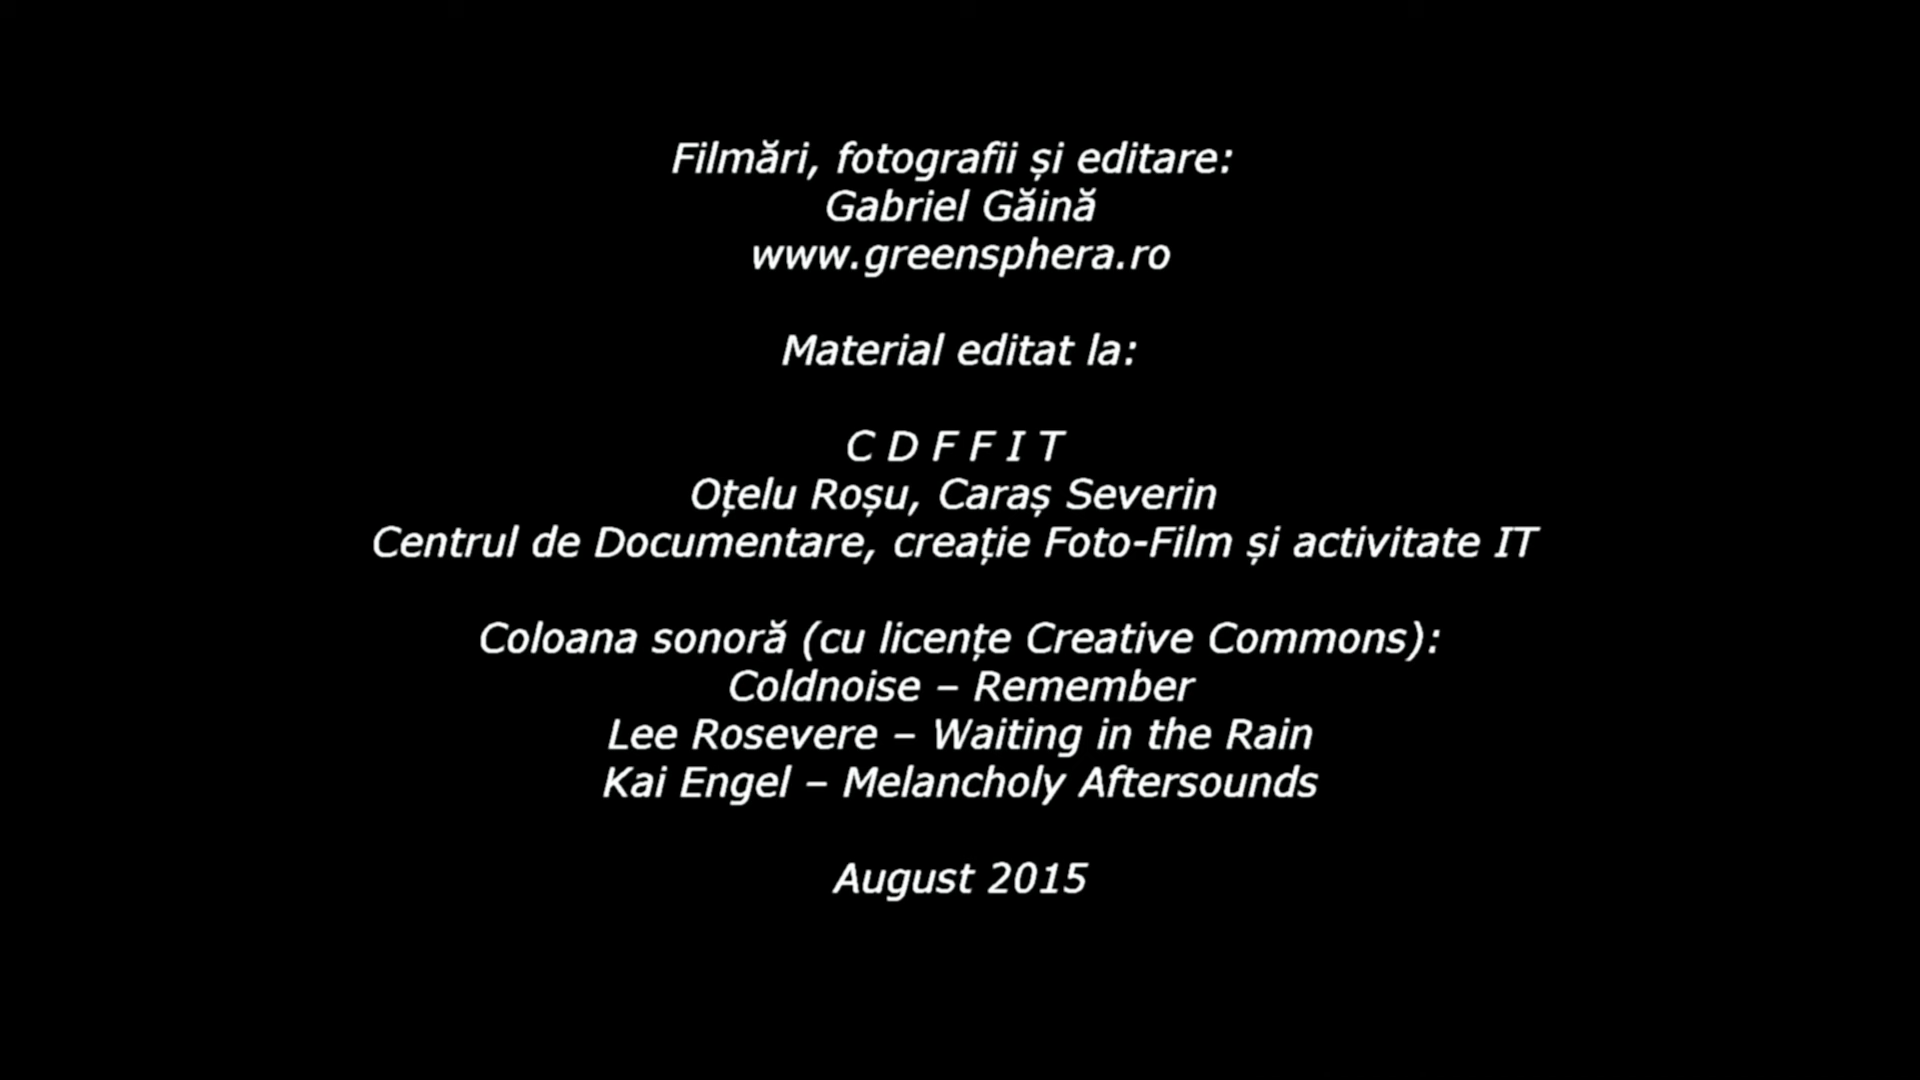 Filmări, fotografii și editare:
Gabriel Găină
www.greensphera.ro
Material editat la:
C D F F I T
Oțelu Roșu, Caraș Severin
Centrul de Documentare, creație Foto-Film și activitate IT
Coloana sonoră (cu licențe Creative Commons):
Coldnoise – Remember
Lee Rosevere – Waiting in the Rain
Kai Engel – Melancholy Aftersounds
August 2015